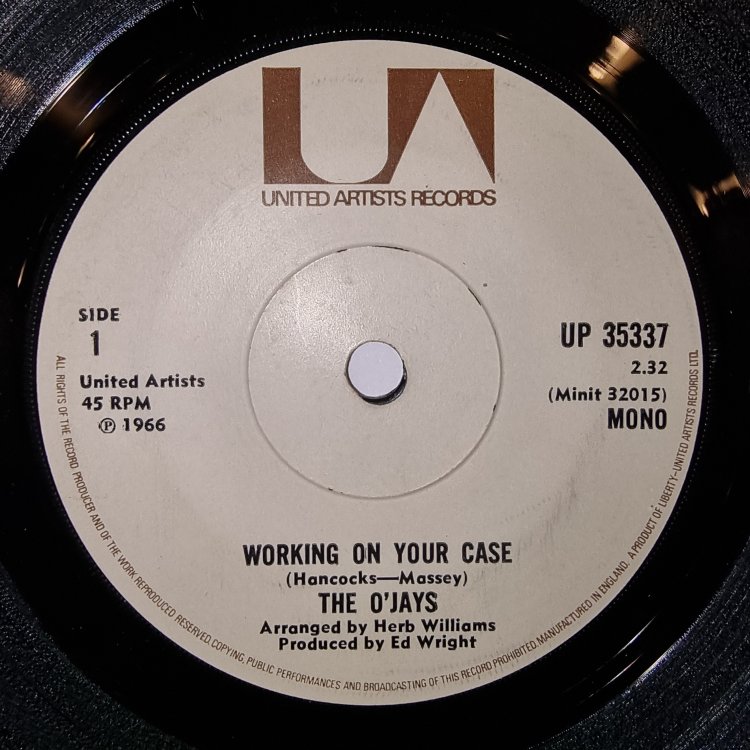 UA
UNITED ARTISTS RECORDS
SIDE
1
United Artists
45 RPM
℗ 1966
UP 35337
2.32
(Minit 32015)
MONO
WORKING ON YOUR CASE
(Hancocks—Massey)
THE O'JAYS
Arranged by Herb Williams
Produced by Ed Wright
ALL RIGHTS OF THE RECORD PRODUCER AND OF THE WORK REPRODUCED RESERVED. COPYING, PUBLIC PERFORMANCES AND BROADCASTING OF THIS RECORD PROHIBITED. MANUFACTURED IN ENGLAND. A PRODUCT OF LIBERTY-UNITED ARTISTS RECORDS LTD.